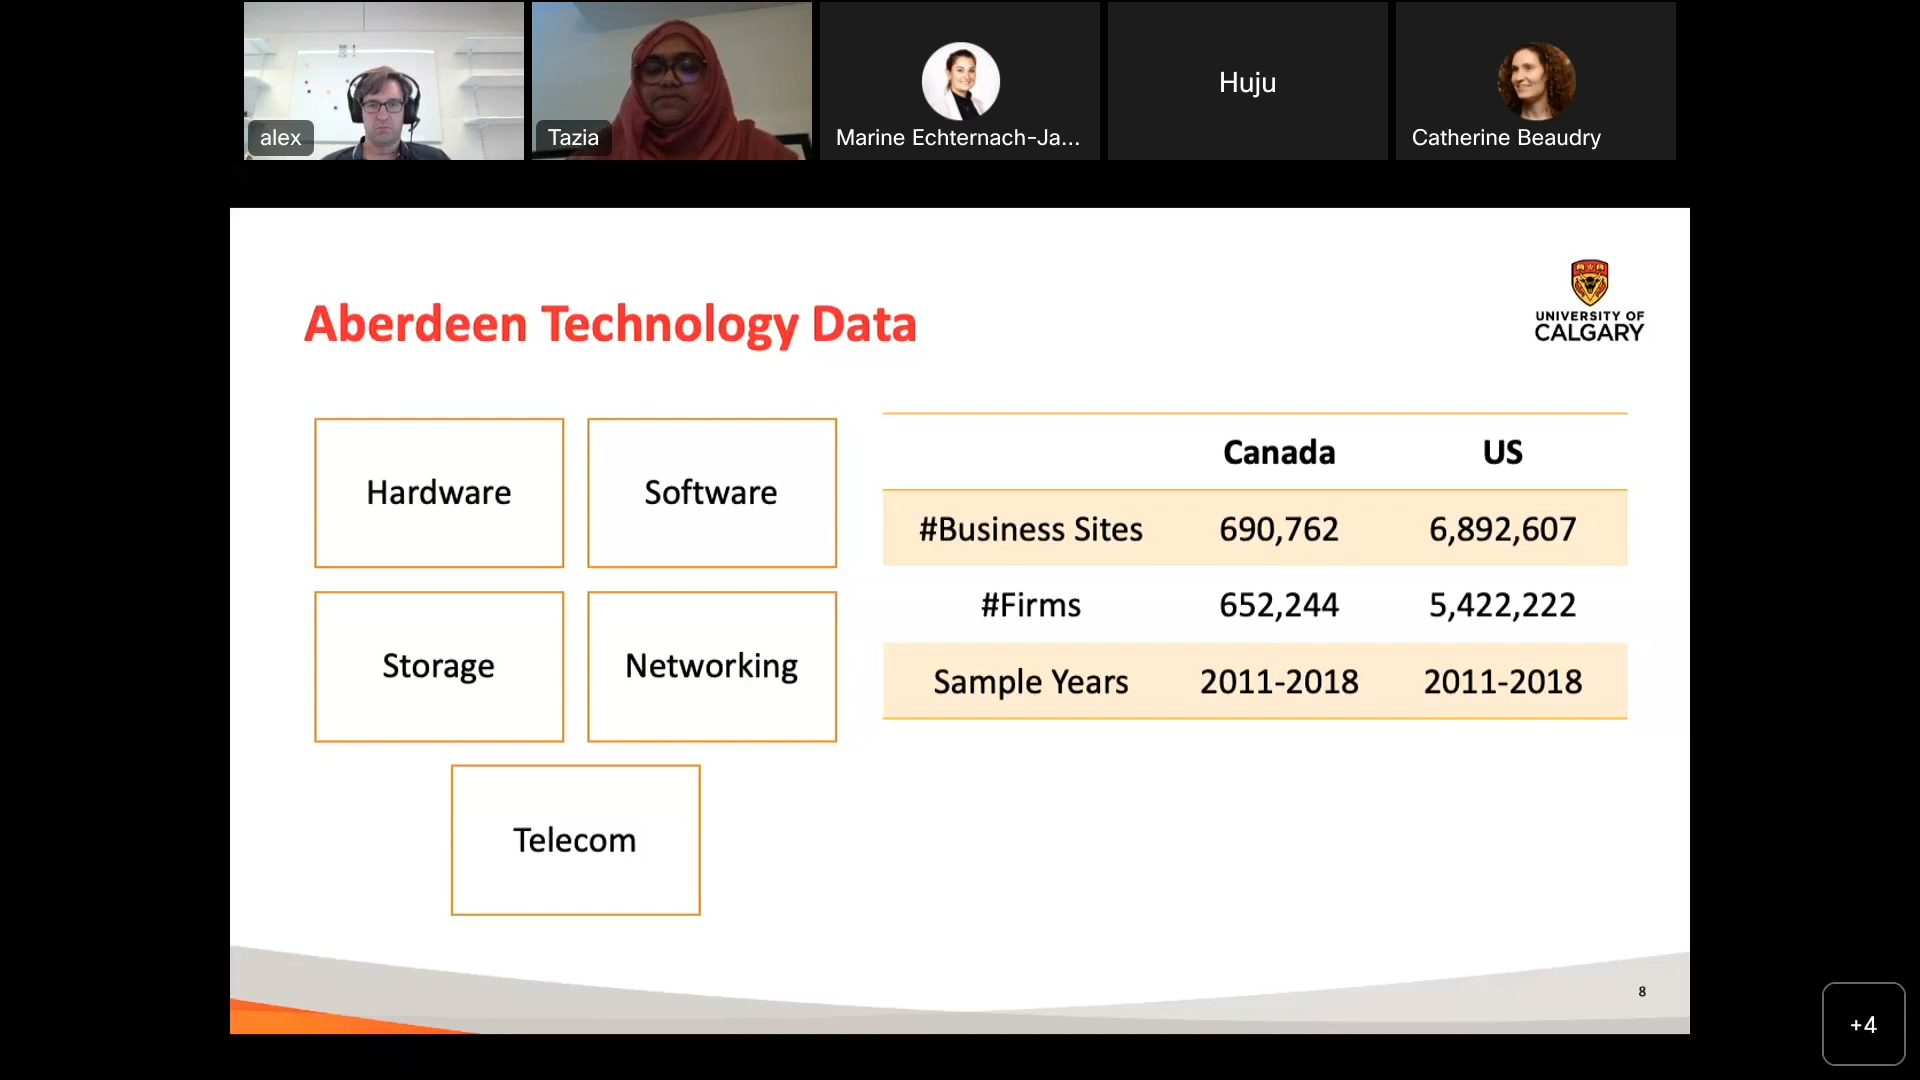 alex
Tazia
Marine Echternach-Ja...
Huju
Catherine Beaudry
UNIVERSITY OF
CALGARY
Aberdeen Technology Data
Hardware
Software
Storage
Networking
Telecom
Canada US
#Business Sites 690,762 6,892,607
#Firms 652,244 5,422,222
Sample Years 2011-2018 2011-2018
8
+4